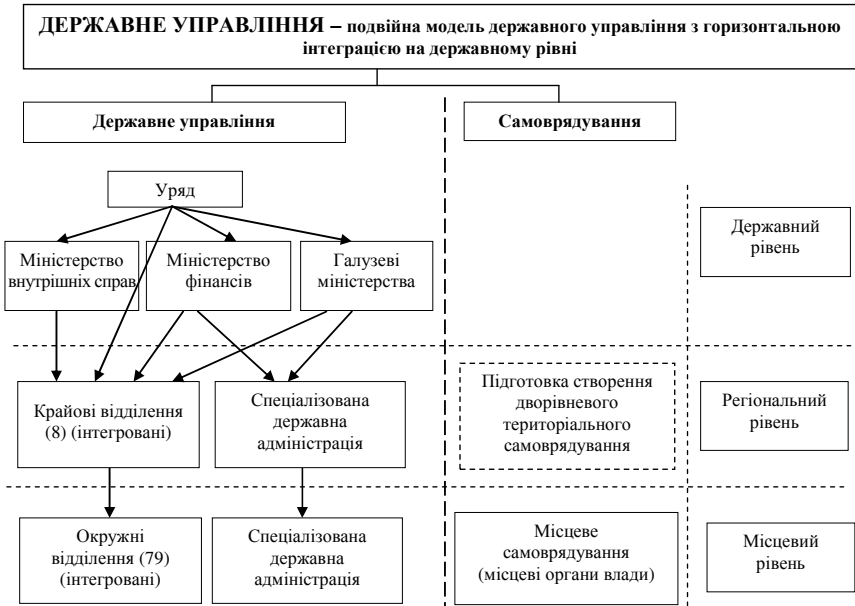 ДЕРЖАВНЕ УПРАВЛІННЯ – подвійна модель державного управління з горизонтальною
інтеграцією на державному рівні
Державне управління
Самоврядування
Уряд
Державний
рівень
Міністерство
внутрішніх справ
Міністерство
фінансів
Галузеві
міністерства
Крайові відділення
(8) (інтегровані)
Спеціалізована
державна
адміністрація
Підготовка створення
дворівневого
територіального
самоврядування
Регіональний
рівень
Окружні
відділення (79)
(інтегровані)
Спеціалізована
державна
адміністрація
Місцеве
самоврядування
(місцеві органи влади)
Місцевий
рівень